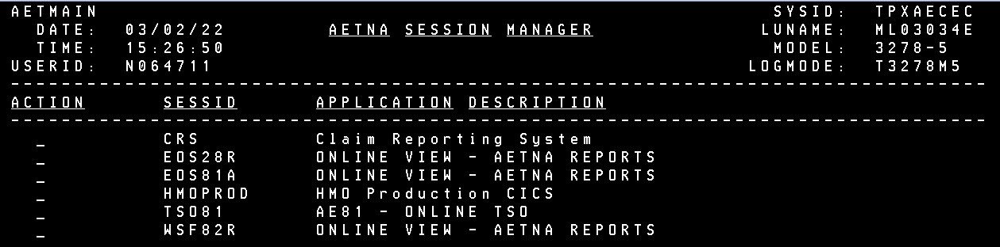 AETMAIN SYSID: TPXAECEC
DATE: 03/02/22 AETNA SESSION MANAGER LUNAME: ML03034E
TIME: 15:26:50 MODEL: 3278-5
USERID: N064711 LOGMODE: T3278M5
ACTION SESSID APPLICATION DESCRIPTION
_ CRS Claim Reporting System
_ EOS28R ONLINE VIEW - AETNA REPORTS
_ EOS81A ONLINE VIEW - AETNA REPORTS
_ HMOPROD HMO Production CICS
_ TSO81 AE81 - ONLINE TSO
_ WSF82R ONLINE VIEW - AETNA REPORTS